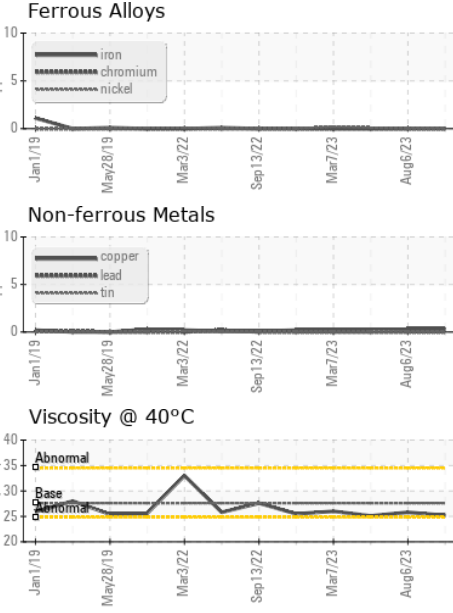 Ferrous Alloys
10
5
0
iron
chromium
nickel
Jan1/19
May28/19
Mar3/22
Sep13/22
Mar7/23
Aug6/23
Non-ferrous Metals
10
5
0
copper
lead
tin
Jan1/19
May28/19
Mar3/22
Sep13/22
Mar7/23
Aug6/23
Viscosity @ 40°C
40
35
30
25
20
Abnormal
Base
Abnormal
Jan1/19
May28/19
Mar3/22
Sep13/22
Mar7/23
Aug6/23